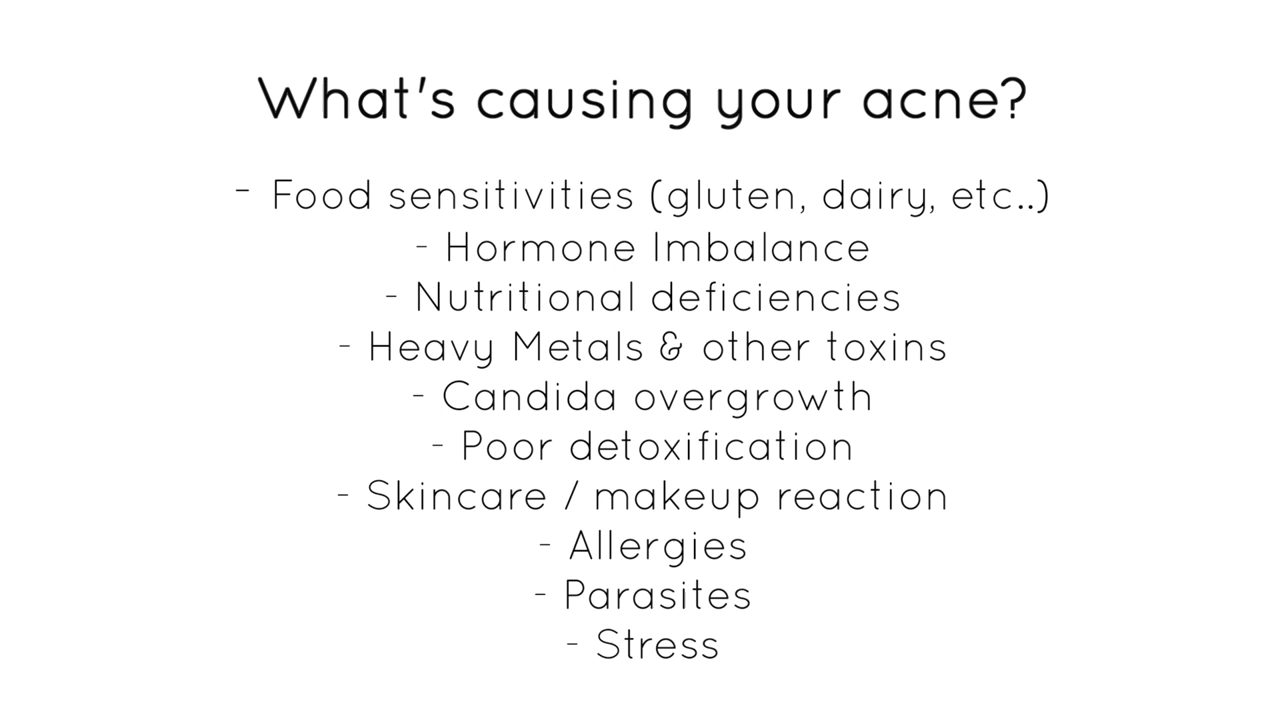 What's causing your acne?
- Food sensitivities (gluten, dairy, etc..)
- Hormone Imbalance
- Nutritional deficiencies
- Heavy Metals & other toxins
- Candida overgrowth
- Poor detoxification
- Skincare / makeup reaction
- Allergies
- Parasites
- Stress